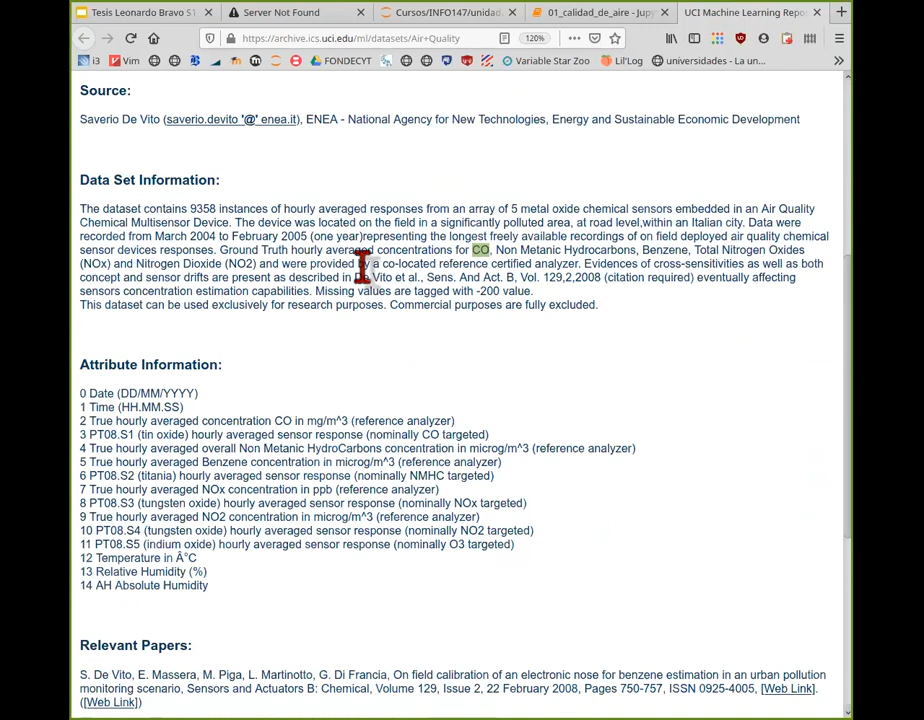 Tesis Leonardo Bravo S1
Server Not Found
Cursos/INFO147/unidad
01_calidad_de_aire - Jupyt
UCI Machine Learning Repo
https://archive.ics.uci.edu/ml/datasets/Air+Quality
120%
i3
Vim
FONDECYT
Variable Star Zoo
Lil'Log
universidades - La un...
Source:
Saverio De Vito (saverio.devito '@' enea.it), ENEA - National Agency for New Technologies, Energy and Sustainable Economic Development
Data Set Information:
The dataset contains 9358 instances of hourly averaged responses from an array of 5 metal oxide chemical sensors embedded in an Air Quality
Chemical Multisensor Device. The device was located on the field in a significantly polluted area, at road level,within an Italian city. Data were
recorded from March 2004 to February 2005 (one year)representing the longest freely available recordings of on field deployed air quality chemical
sensor devices responses. Ground Truth hourly averaged concentrations for CO, Non Metanic Hydrocarbons, Benzene, Total Nitrogen Oxides
(NOx) and Nitrogen Dioxide (NO2) and were provided by a co-located reference certified analyzer. Evidences of cross-sensitivities as well as both
concept and sensor drifts are present as described in De Vito et al., Sens. And Act. B, Vol. 129,2,2008 (citation required) eventually affecting
sensors concentration estimation capabilities. Missing values are tagged with -200 value.
This dataset can be used exclusively for research purposes. Commercial purposes are fully excluded.
Attribute Information:
0 Date (DD/MM/YYYY)
1 Time (HH.MM.SS)
2 True hourly averaged concentration CO in mg/m^3 (reference analyzer)
3 PT08.S1 (tin oxide) hourly averaged sensor response (nominally CO targeted)
4 True hourly averaged overall Non Metanic HydroCarbons concentration in microg/m^3 (reference analyzer)
5 True hourly averaged Benzene concentration in microg/m^3 (reference analyzer)
6 PT08.S2 (titania) hourly averaged sensor response (nominally NMHC targeted)
7 True hourly averaged NOx concentration in ppb (reference analyzer)
8 PT08.S3 (tungsten oxide) hourly averaged sensor response (nominally NOx targeted)
9 True hourly averaged NO2 concentration in microg/m^3 (reference analyzer)
10 PT08.S4 (tungsten oxide) hourly averaged sensor response (nominally NO2 targeted)
11 PT08.S5 (indium oxide) hourly averaged sensor response (nominally O3 targeted)
12 Temperature in Â°C
13 Relative Humidity (%)
14 AH Absolute Humidity
Relevant Papers:
S. De Vito, E. Massera, M. Piga, L. Martinotto, G. Di Francia, On field calibration of an electronic nose for benzene estimation in an urban pollution
monitoring scenario, Sensors and Actuators B: Chemical, Volume 129, Issue 2, 22 February 2008, Pages 750-757, ISSN 0925-4005, [Web Link].
([Web Link])